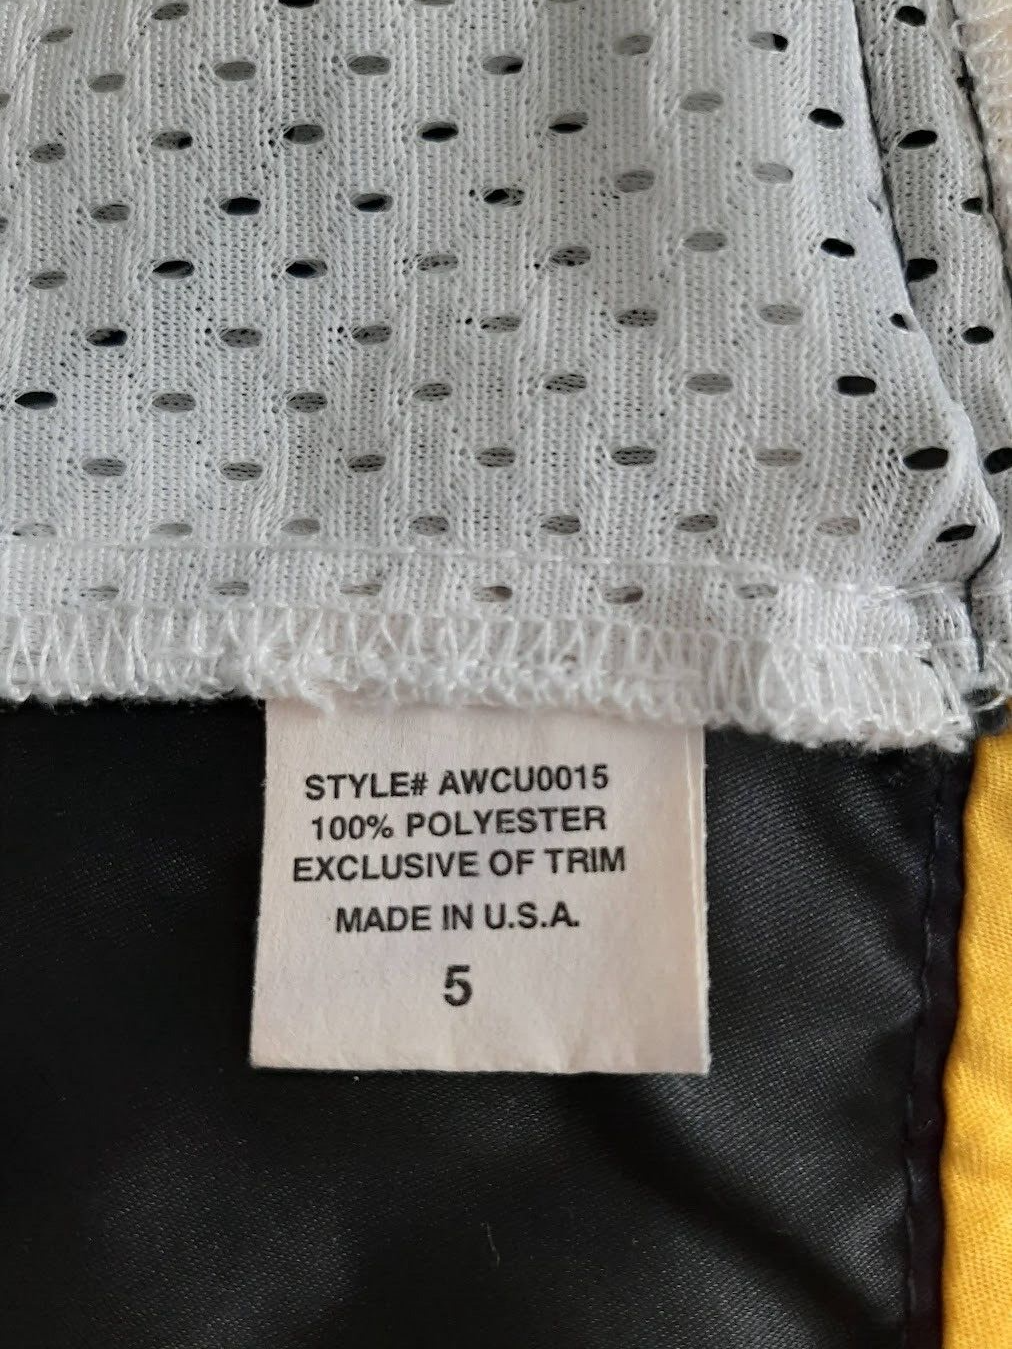 STYLE# AWCU0015
100% POLYESTER
EXCLUSIVE OF TRIM
MADE IN U.S.A.
5